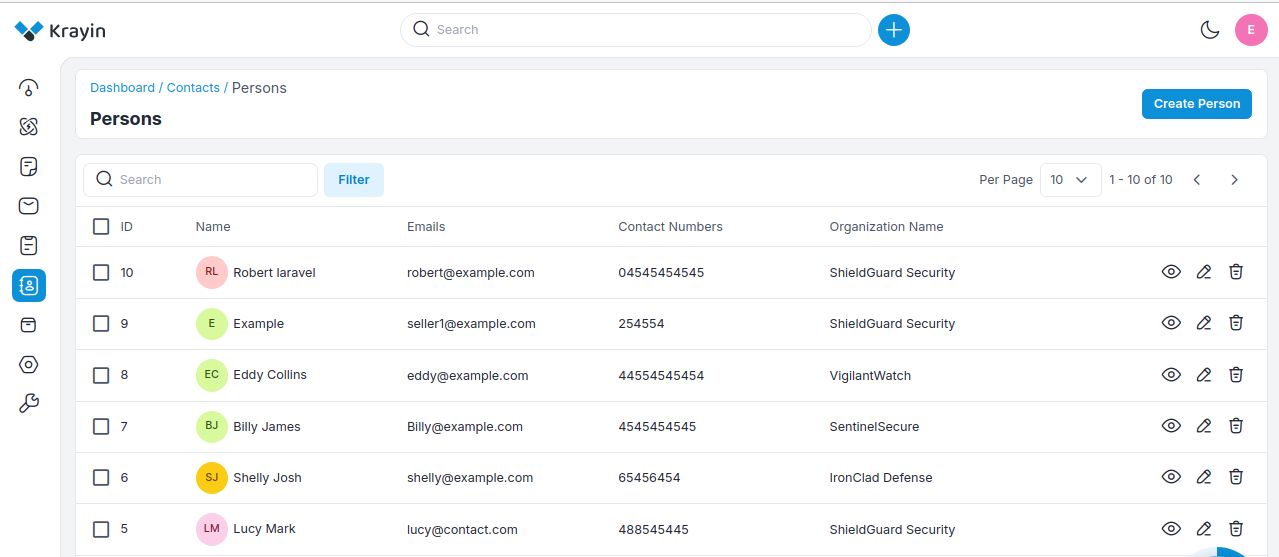 Krayin
Search
E
Dashboard / Contacts / Persons
Persons
Create Person
Search
Filter
Per Page
10
1 - 10 of 10
ID Name Emails Contact Numbers Organization Name
10 RL Robert laravel robert@example.com 04545454545 ShieldGuard Security
9 E Example seller1@example.com 254554 ShieldGuard Security
8 EC Eddy Collins eddy@example.com 44554545454 VigilantWatch
7 BJ Billy James Billy@example.com 4545454545 SentinelSecure
6 SJ Shelly Josh shelly@example.com 65456454 IronClad Defense
5 LM Lucy Mark lucy@contact.com 488545445 ShieldGuard Security